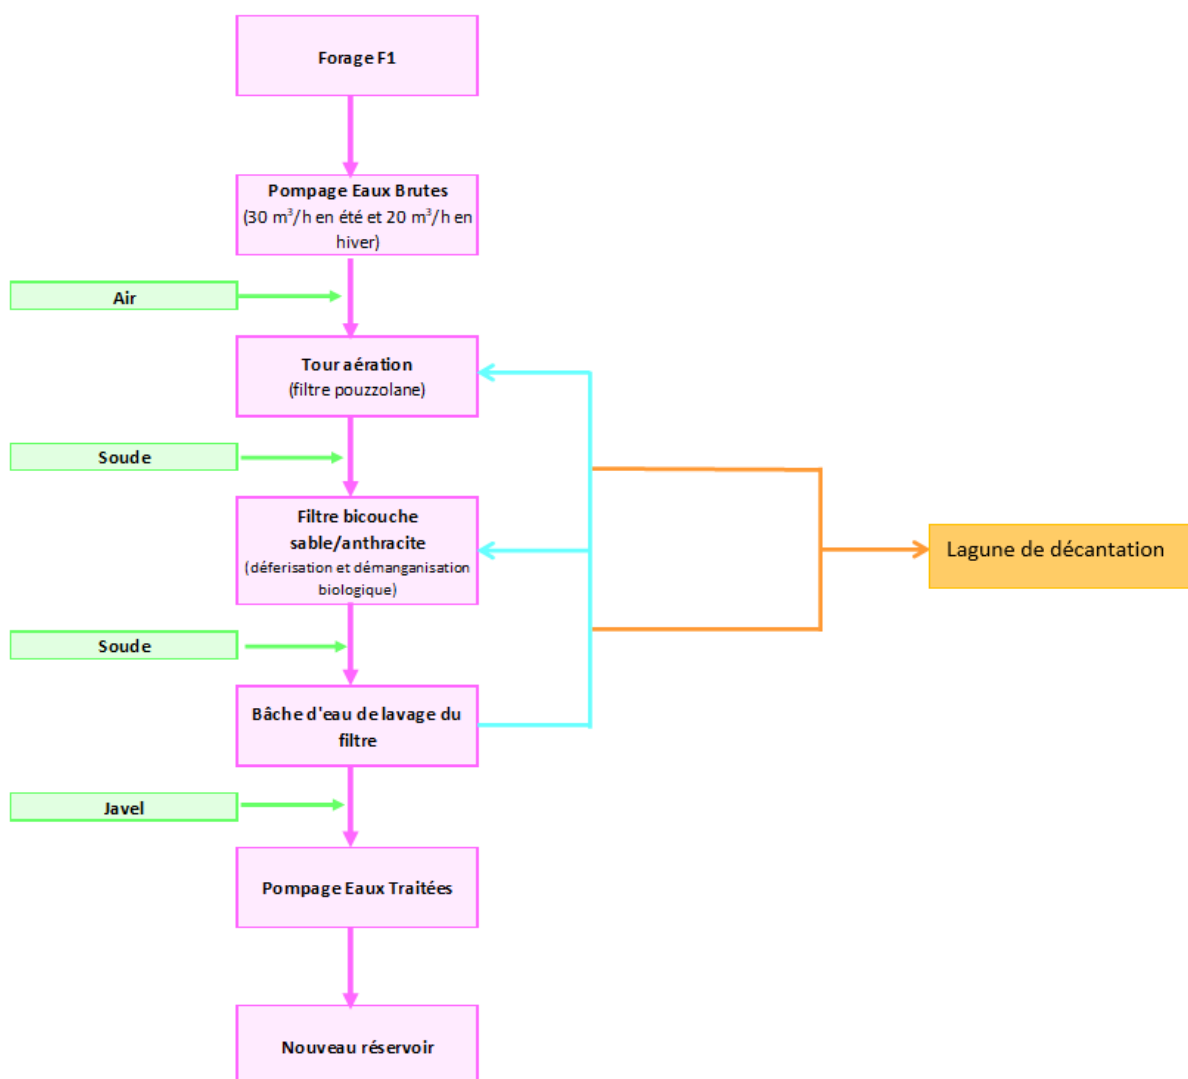 Forage F1
Pompage Eaux Brutes
(30 m³/h en été et 20 m³/h en
hiver)
Air
Tour aération
(filtre pouzzolane)
Soude
Filtre bicouche
sable/anthracite
(déferisation et démanganisation
biologique)
Lagune de décantation
Soude
Bâche d'eau de lavage du
filtre
Javel
Pompage Eaux Traitées
Nouveau réservoir